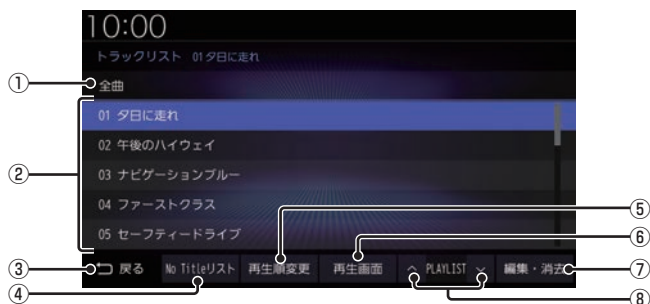 10:00
トラックリスト 01夕日に走れ
① 全曲
② 01 夕日に走れ
02 午後のハイウェイ
03 ナビゲーションブルー
04 ファーストクラス
05 セーフティードライブ
⑤
⑥
③ 戻る No Titleリスト 再生順変更 再生画面 PLAYLIST 編集・消去 ⑦
④ ⑧